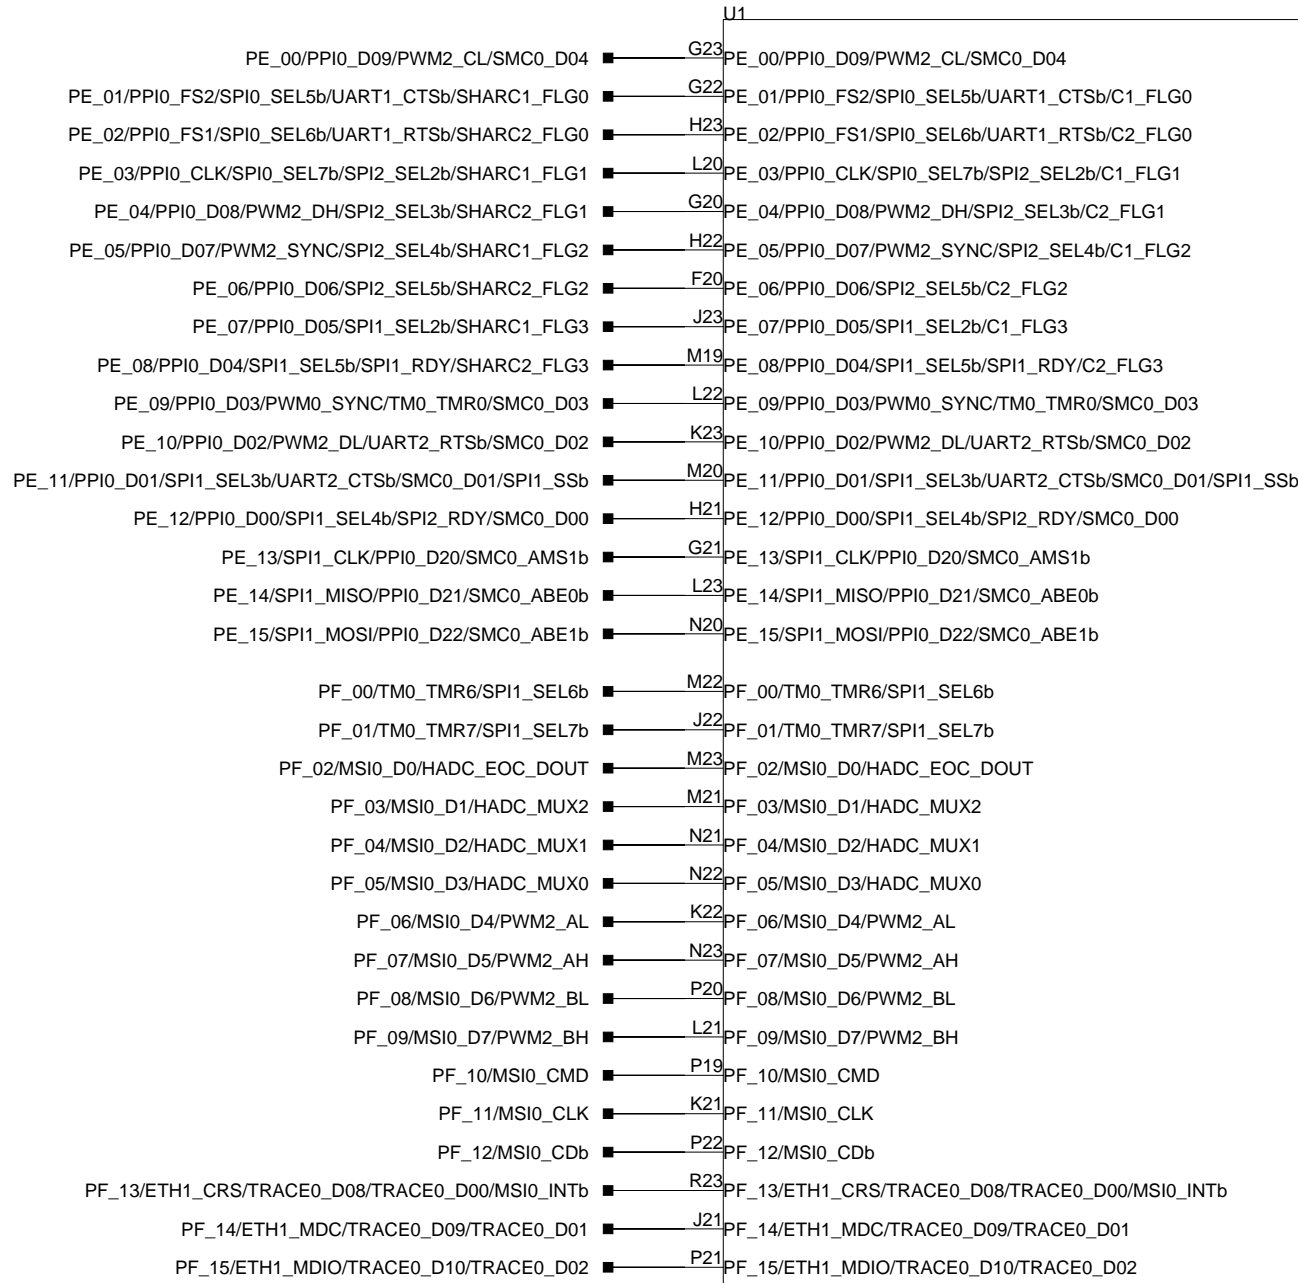 U1
PE_00/PPI0_D09/PWM2_CL/SMC0_D04 G23 PE_00/PPI0_D09/PWM2_CL/SMC0_D04
PE_01/PPI0_FS2/SPI0_SEL5b/UART1_CTSb/SHARC1_FLG0 G22 PE_01/PPI0_FS2/SPI0_SEL5b/UART1_CTSb/C1_FLG0
PE_02/PPI0_FS1/SPI0_SEL6b/UART1_RTSb/SHARC2_FLG0 H23 PE_02/PPI0_FS1/SPI0_SEL6b/UART1_RTSb/C2_FLG0
PE_03/PPI0_CLK/SPI0_SEL7b/SPI2_SEL2b/SHARC1_FLG1 L20 PE_03/PPI0_CLK/SPI0_SEL7b/SPI2_SEL2b/C1_FLG1
PE_04/PPI0_D08/PWM2_DH/SPI2_SEL3b/SHARC2_FLG1 G20 PE_04/PPI0_D08/PWM2_DH/SPI2_SEL3b/C2_FLG1
PE_05/PPI0_D07/PWM2_SYNC/SPI2_SEL4b/SHARC1_FLG2 H22 PE_05/PPI0_D07/PWM2_SYNC/SPI2_SEL4b/C1_FLG2
PE_06/PPI0_D06/SPI2_SEL5b/SHARC2_FLG2 F20 PE_06/PPI0_D06/SPI2_SEL5b/C2_FLG2
PE_07/PPI0_D05/SPI1_SEL2b/SHARC1_FLG3 J23 PE_07/PPI0_D05/SPI1_SEL2b/C1_FLG3
PE_08/PPI0_D04/SPI1_SEL5b/SPI1_RDY/SHARC2_FLG3 M19 PE_08/PPI0_D04/SPI1_SEL5b/SPI1_RDY/C2_FLG3
PE_09/PPI0_D03/PWM0_SYNC/TM0_TMR0/SMC0_D03 L22 PE_09/PPI0_D03/PWM0_SYNC/TM0_TMR0/SMC0_D03
PE_10/PPI0_D02/PWM2_DL/UART2_RTSb/SMC0_D02 K23 PE_10/PPI0_D02/PWM2_DL/UART2_RTSb/SMC0_D02
PE_11/PPI0_D01/SPI1_SEL3b/UART2_CTSb/SMC0_D01/SPI1_SSb M20 PE_11/PPI0_D01/SPI1_SEL3b/UART2_CTSb/SMC0_D01/SPI1_SSb
PE_12/PPI0_D00/SPI1_SEL4b/SPI2_RDY/SMC0_D00 H21 PE_12/PPI0_D00/SPI1_SEL4b/SPI2_RDY/SMC0_D00
PE_13/SPI1_CLK/PPI0_D20/SMC0_AMS1b G21 PE_13/SPI1_CLK/PPI0_D20/SMC0_AMS1b
PE_14/SPI1_MISO/PPI0_D21/SMC0_ABE0b L23 PE_14/SPI1_MISO/PPI0_D21/SMC0_ABE0b
PE_15/SPI1_MOSI/PPI0_D22/SMC0_ABE1b N20 PE_15/SPI1_MOSI/PPI0_D22/SMC0_ABE1b
PF_00/TM0_TMR6/SPI1_SEL6b M22 PF_00/TM0_TMR6/SPI1_SEL6b
PF_01/TM0_TMR7/SPI1_SEL7b J22 PF_01/TM0_TMR7/SPI1_SEL7b
PF_02/MSI0_D0/HADC_EOC_DOUT M23 PF_02/MSI0_D0/HADC_EOC_DOUT
PF_03/MSI0_D1/HADC_MUX2 M21 PF_03/MSI0_D1/HADC_MUX2
PF_04/MSI0_D2/HADC_MUX1 N21 PF_04/MSI0_D2/HADC_MUX1
PF_05/MSI0_D3/HADC_MUX0 N22 PF_05/MSI0_D3/HADC_MUX0
PF_06/MSI0_D4/PWM2_AL K22 PF_06/MSI0_D4/PWM2_AL
PF_07/MSI0_D5/PWM2_AH N23 PF_07/MSI0_D5/PWM2_AH
PF_08/MSI0_D6/PWM2_BL P20 PF_08/MSI0_D6/PWM2_BL
PF_09/MSI0_D7/PWM2_BH L21 PF_09/MSI0_D7/PWM2_BH
PF_10/MSI0_CMD P19 PF_10/MSI0_CMD
PF_11/MSI0_CLK K21 PF_11/MSI0_CLK
PF_12/MSI0_CDb P22 PF_12/MSI0_CDb
PF_13/ETH1_CRS/TRACE0_D08/TRACE0_D00/MSI0_INTb R23 PF_13/ETH1_CRS/TRACE0_D08/TRACE0_D00/MSI0_INTb
PF_14/ETH1_MDC/TRACE0_D09/TRACE0_D01 J21 PF_14/ETH1_MDC/TRACE0_D09/TRACE0_D01
PF_15/ETH1_MDIO/TRACE0_D10/TRACE0_D02 P21 PF_15/ETH1_MDIO/TRACE0_D10/TRACE0_D02